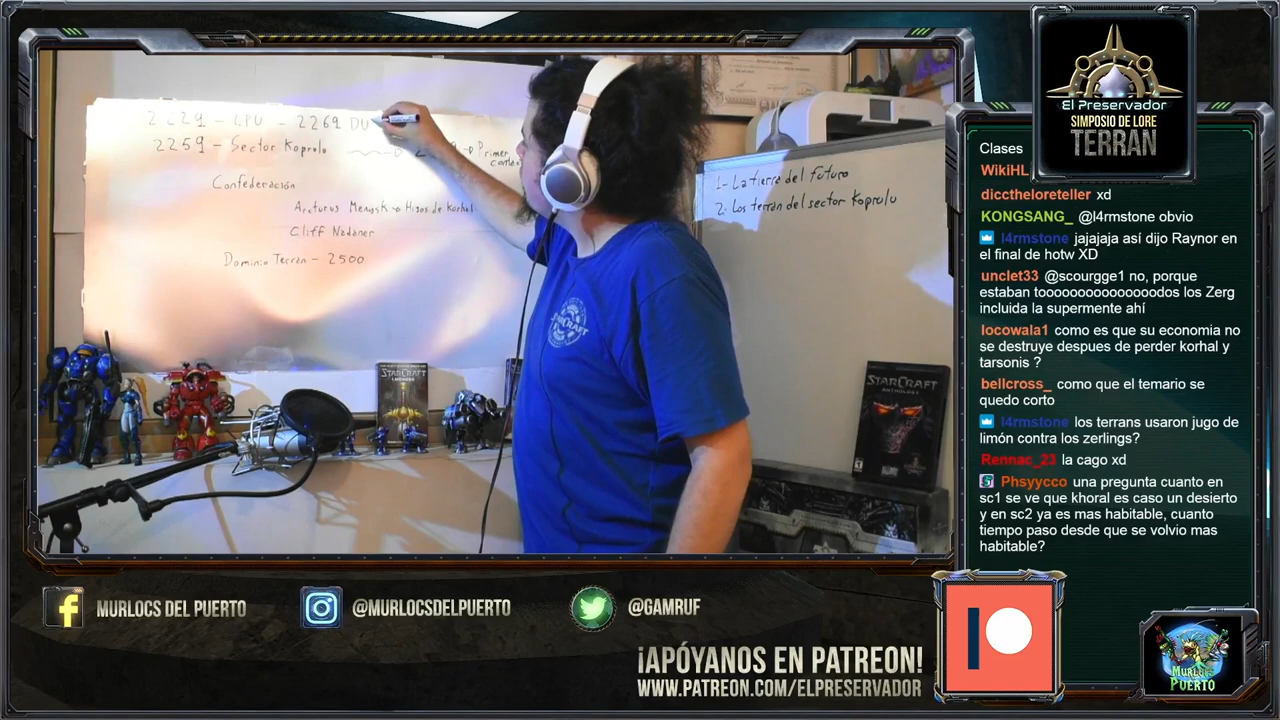 2229 - CPU - 2269 DU
2259 - Sector Koprulu
Primer
Confederación
Arcturus Mengsk → Hijos de Korhal
Cliff Nadaner
Dominio Terran - 2500
1- La tierra del futuro
2- Los terran del sector Koprulu
STARCRAFT
STARCRAFT
STARCRAFT
ANTHOLOGY
El Preservador
SIMPOSIO DE LORE
TERRAN
Clases
WikiHL
dicctheloreteller xd
KONGSANG_ @l4rmstone obvio
l4rmstone jajajaja así dijo Raynor en
el final de hotw XD
unclet33 @scourgge1 no, porque
estaban toooooooooooooodos los Zerg
incluida la supermente ahí
locowala1 como es que su economia no
se destruye despues de perder korhal y
tarsonis ?
bellcross_ como que el temario se
quedo corto
l4rmstone los terrans usaron jugo de
limón contra los zerlings?
Rennac_23 la cago xd
Phsyycco una pregunta cuanto en
sc1 se ve que khoral es caso un desierto
y en sc2 ya es mas habitable, cuanto
tiempo paso desde que se volvio mas
habitable?
MURLOCS DEL PUERTO
@MURLOCSDELPUERTO
@GAMRUF
¡APÓYANOS EN PATREON!
WWW.PATREON.COM/ELPRESERVADOR
MURLOCS
PUERTO